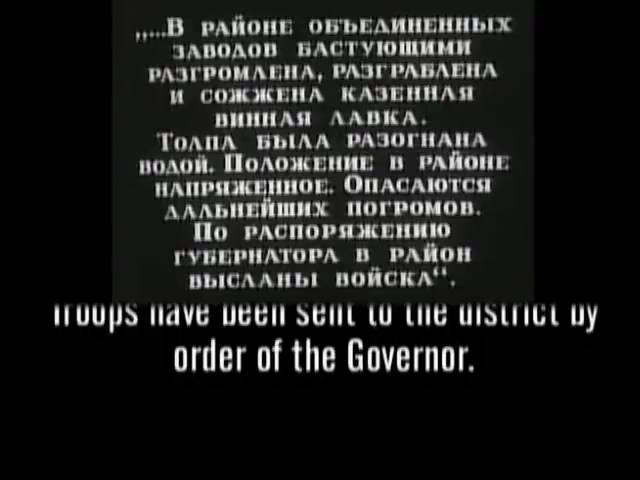 „...В РАЙОНЕ ОБЪЕДИНЕННЫХ
ЗАВОДОВ БАСТУЮЩИМИ
РАЗГРОМЛЕНА, РАЗГРАБЛЕНА
И СОЖЖЕНА КАЗЕННАЯ
ВИННАЯ ЛАВКА.
ТОЛПА БЫЛА РАЗОГНАНА
ВОДОЙ. ПОЛОЖЕНИЕ В РАЙОНЕ
НАПРЯЖЕННОЕ. ОПАСАЮТСЯ
ДАЛЬНЕЙШИХ ПОГРОМОВ.
ПО РАСПОРЯЖЕНИЮ
ГУБЕРНАТОРА В РАЙОН
ВЫСЛАНЫ ВОЙСКА“.
Troops have been sent to the district by
order of the Governor.